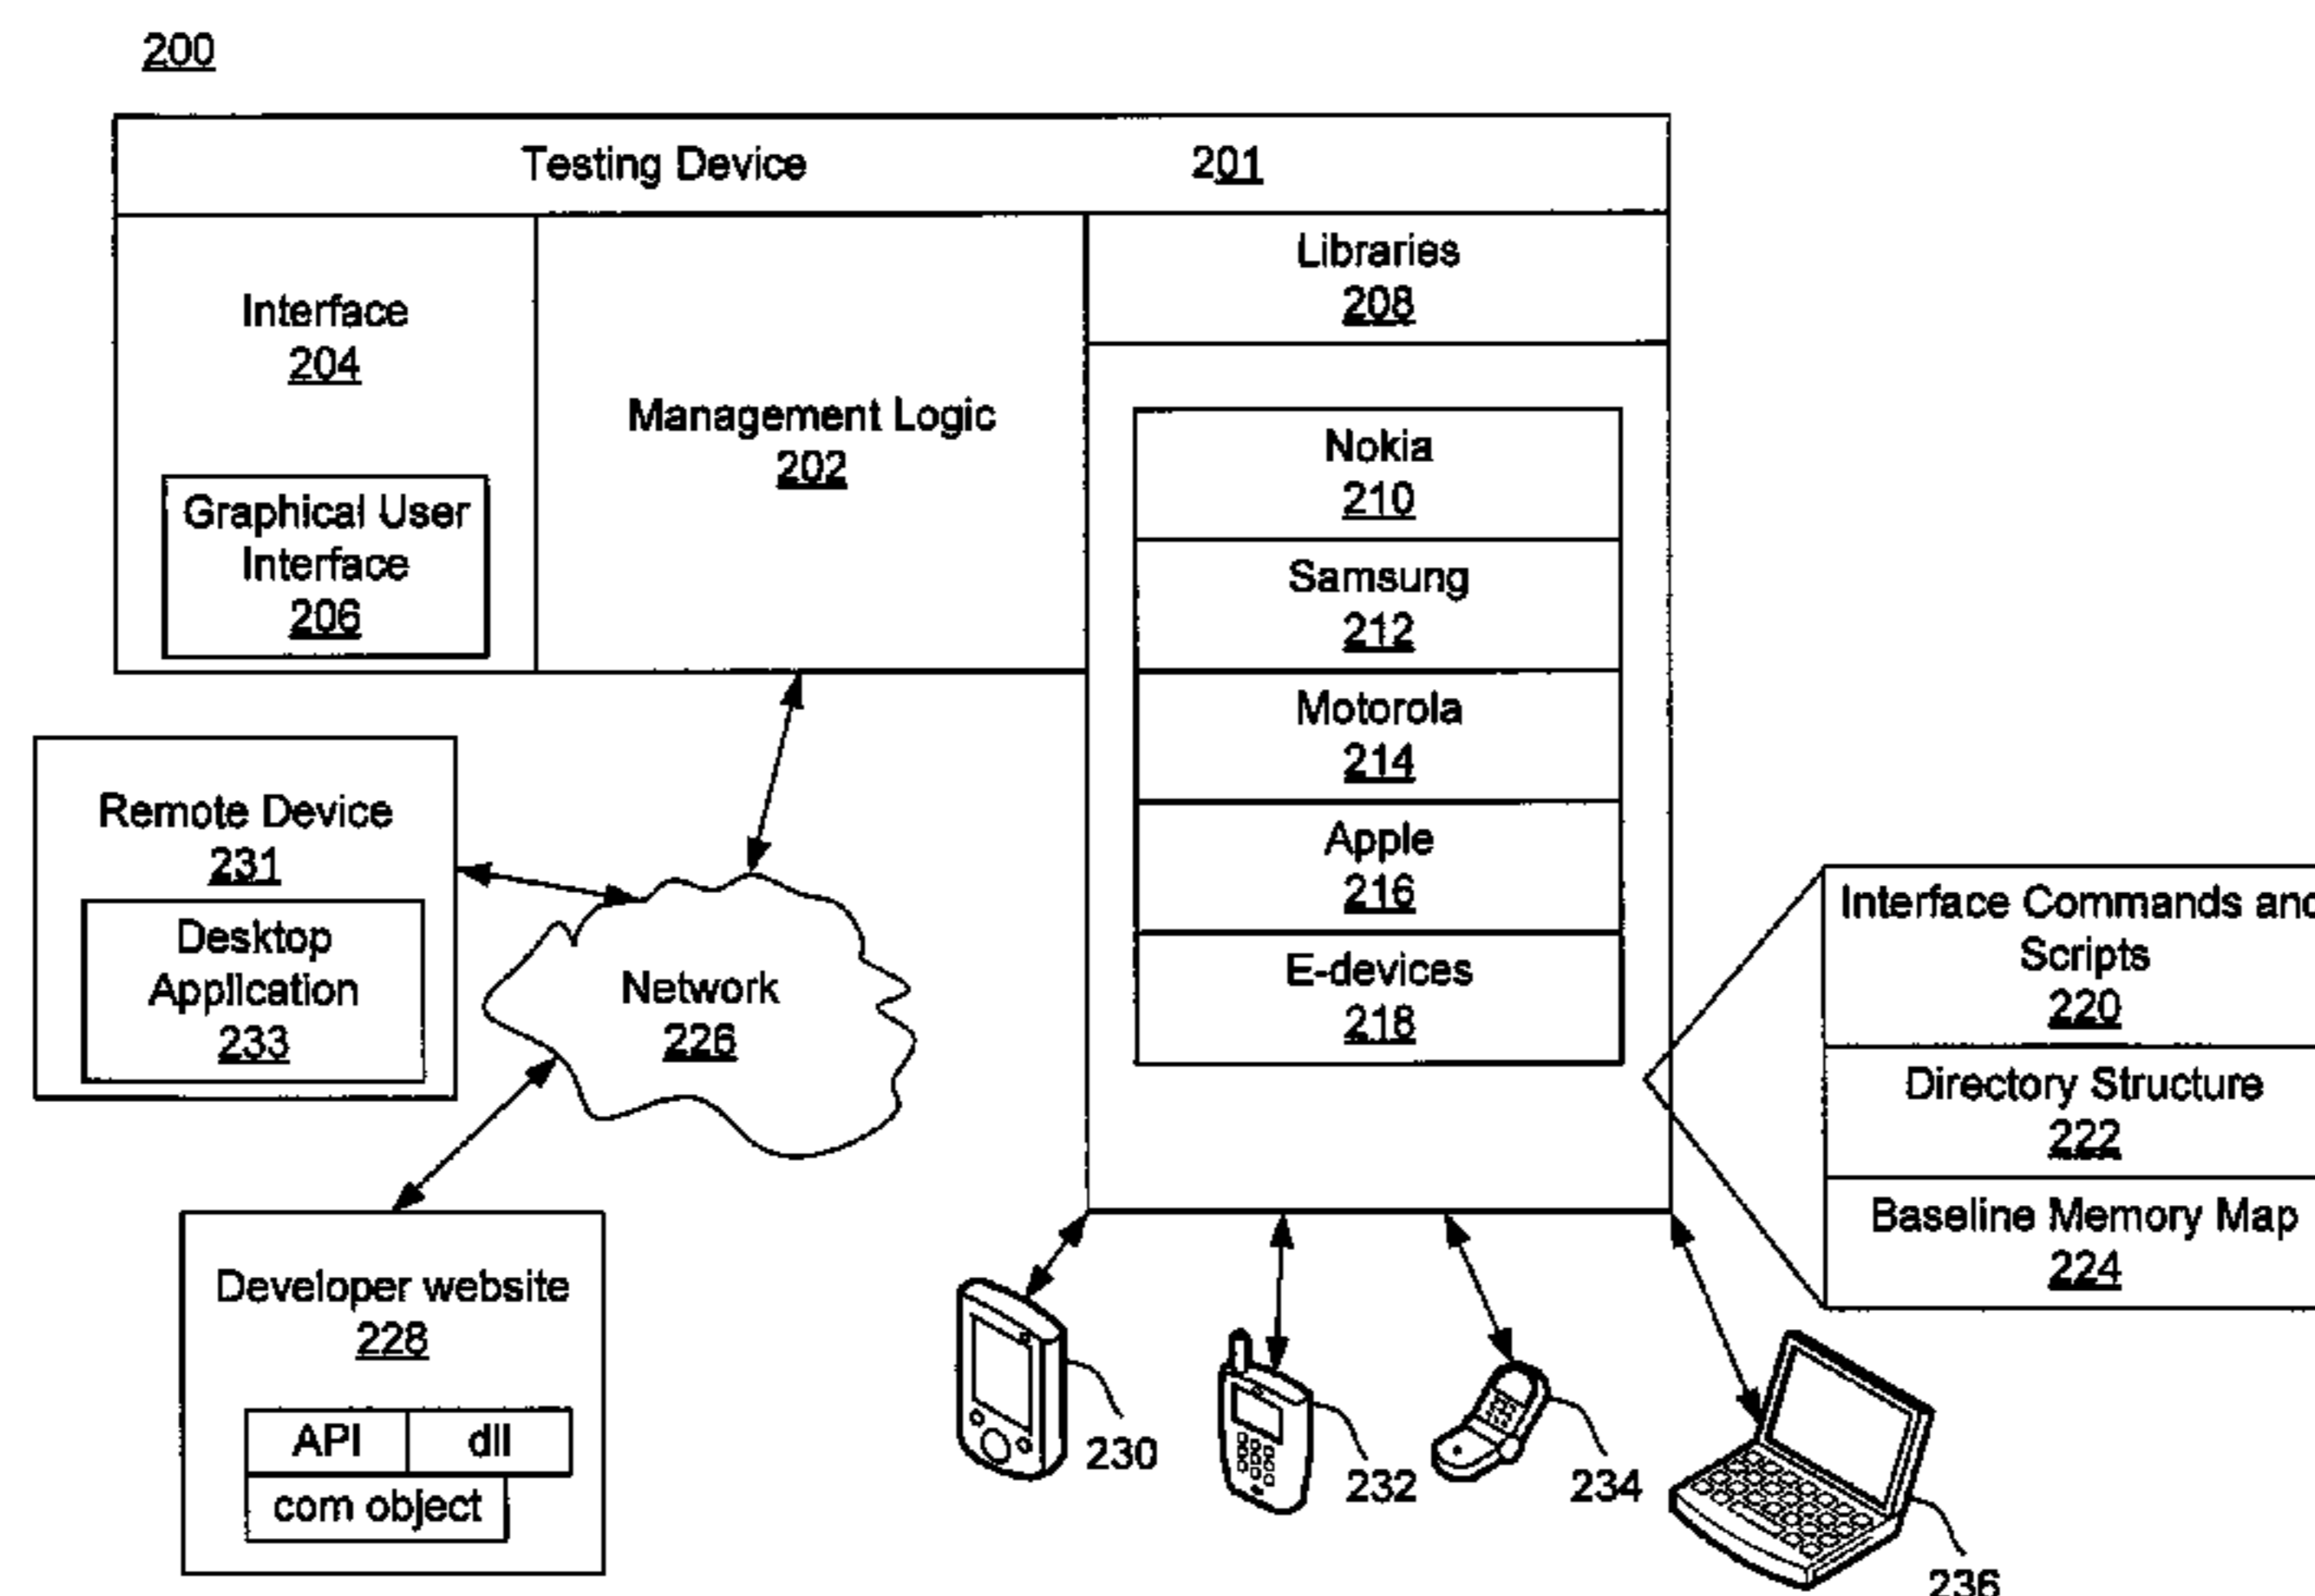 200
Testing Device 201
Interface
204
Graphical User
Interface
206
Management Logic
202
Libraries
208
Nokia
210
Samsung
212
Motorola
214
Apple
216
E-devices
218
Interface Commands and
Scripts
220
Directory Structure
222
Baseline Memory Map
224
Remote Device
231
Desktop
Application
233
Network
226
Developer website
228
API dll
com object
230
232
234
236